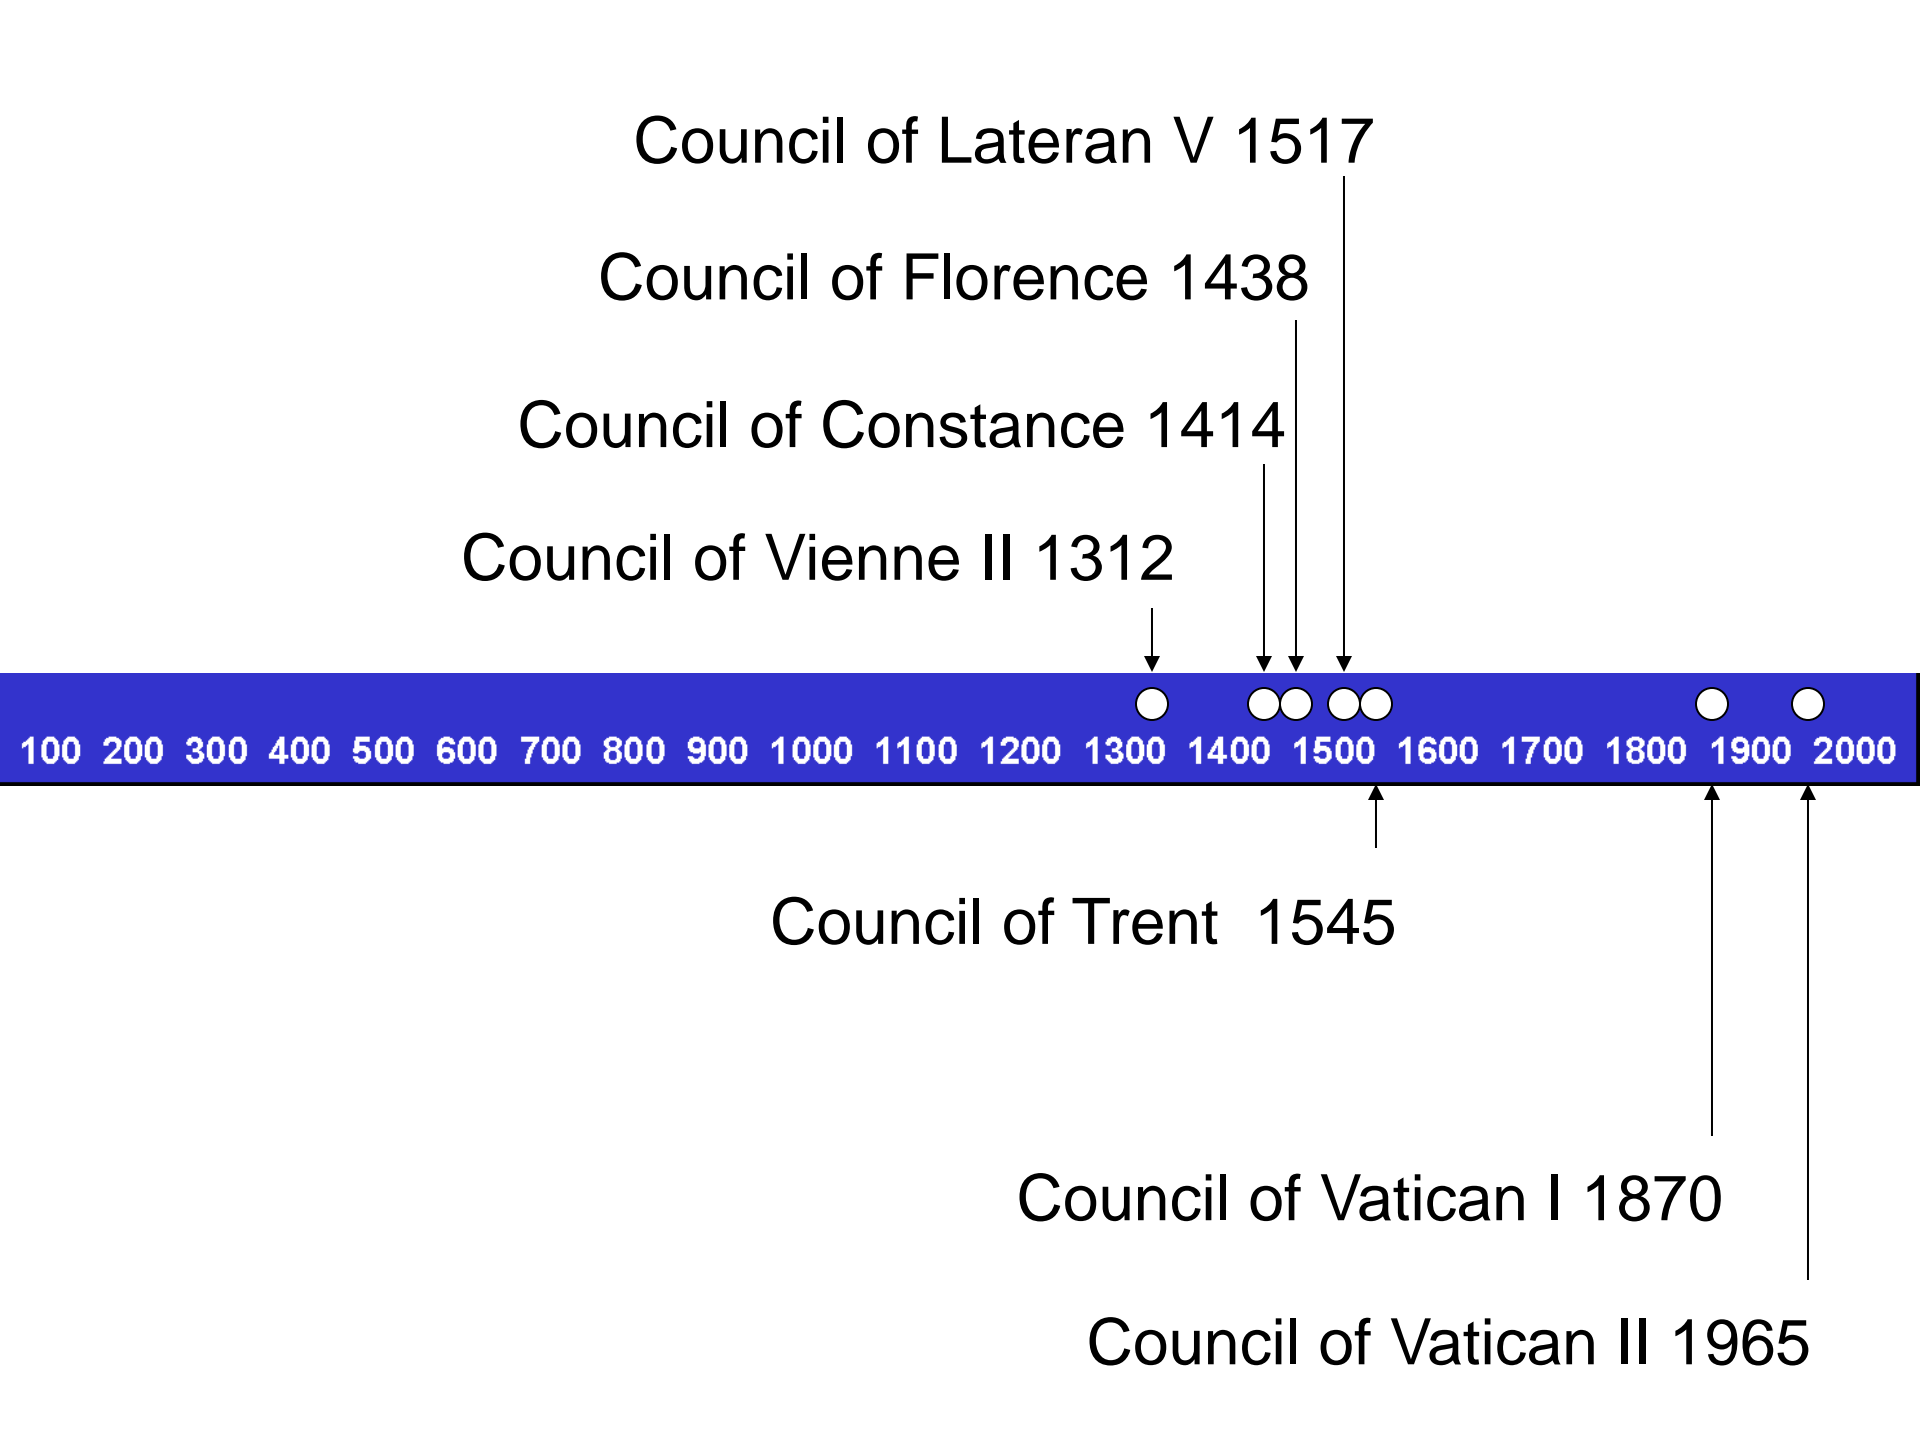 Council of Lateran V 1517
Council of Florence 1438
Council of Constance 1414
Council of Vienne II 1312
100 200 300 400 500 600 700 800 900 1000 1100 1200 1300 1400 1500 1600 1700 1800 1900 2000
Council of Trent 1545
Council of Vatican I 1870
Council of Vatican II 1965